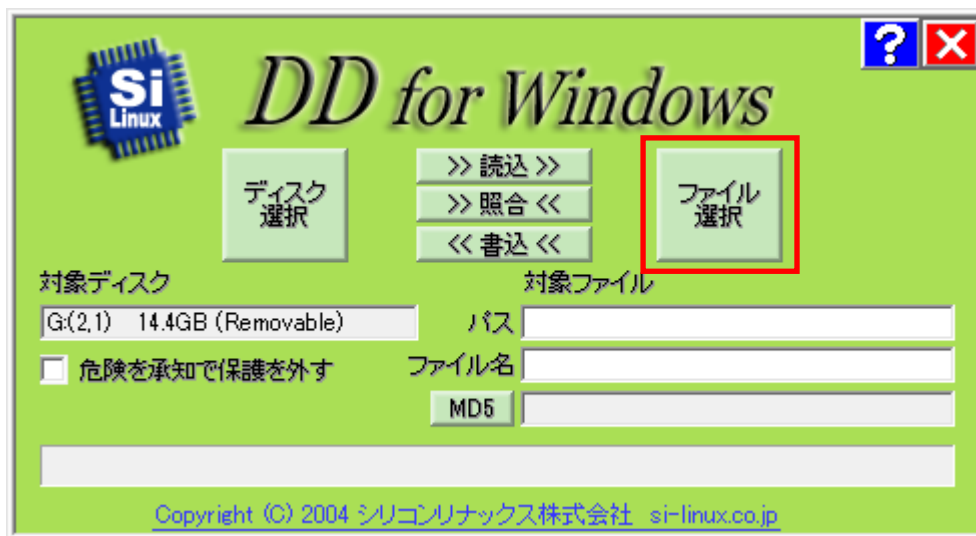 ?
Si
Linux
DD for Windows
ディスク
選択
>> 読込 >>
>> 照合 <<
<< 書込 <<
ファイル
選択
対象ディスク
対象ファイル
G:(2,1) 14.4GB (Removable)
パス
危険を承知で保護を外す
ファイル名
MD5
Copyright (C) 2004 シリコンリナックス株式会社 si-linux.co.jp